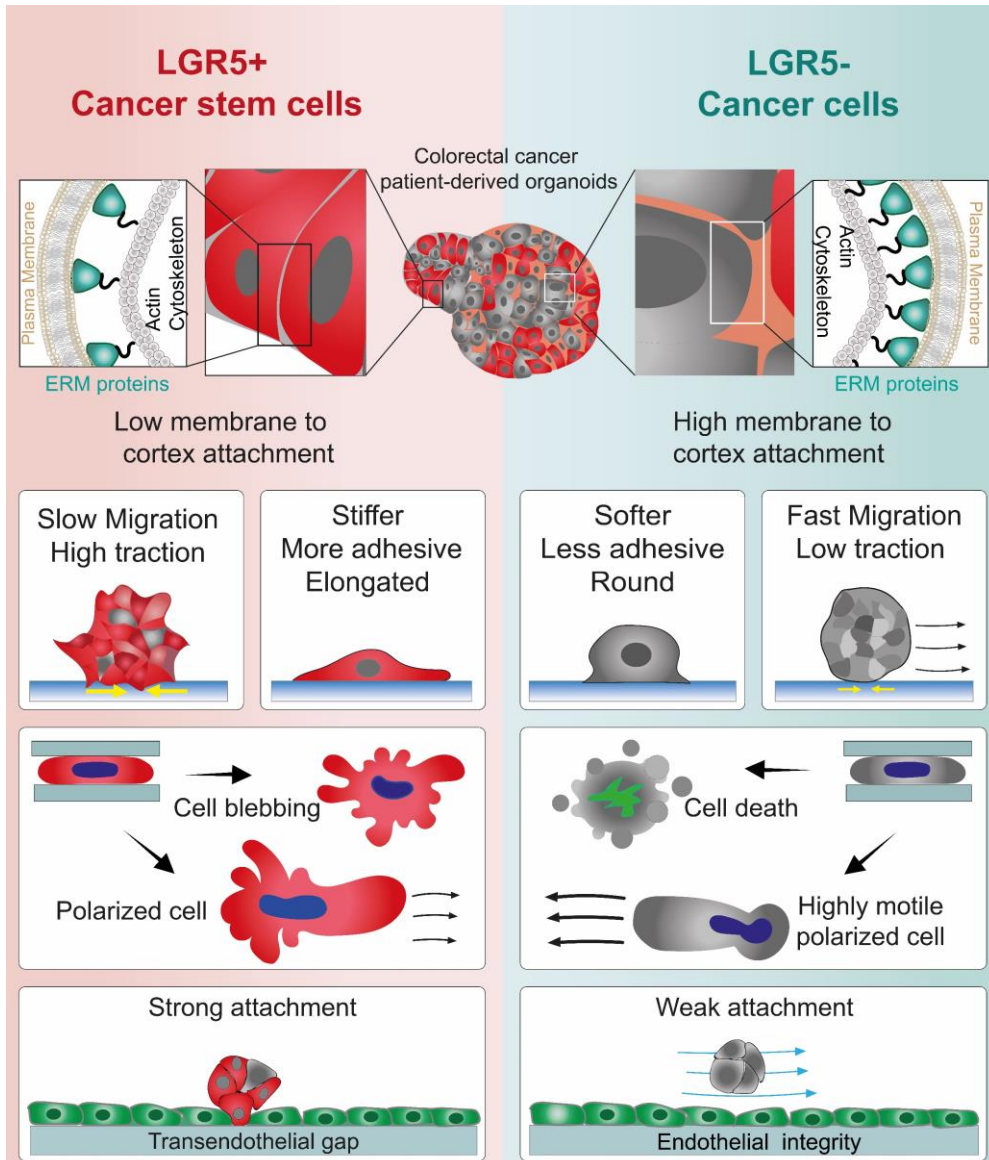 LGR5+
Cancer stem cells
LGR5-
Cancer cells
Colorectal cancer
patient-derived organoids
Plasma Membrane
Actin
Cytoskeleton
ERM proteins
Actin
Cytoskeleton
Plasma Membrane
ERM proteins
Low membrane to
cortex attachment
High membrane to
cortex attachment
Slow Migration
High traction
Stiffer
More adhesive
Elongated
Softer
Less adhesive
Round
Fast Migration
Low traction
Cell blebbing
Polarized cell
Cell death
Highly motile
polarized cell
Strong attachment
Transendothelial gap
Weak attachment
Endothelial integrity